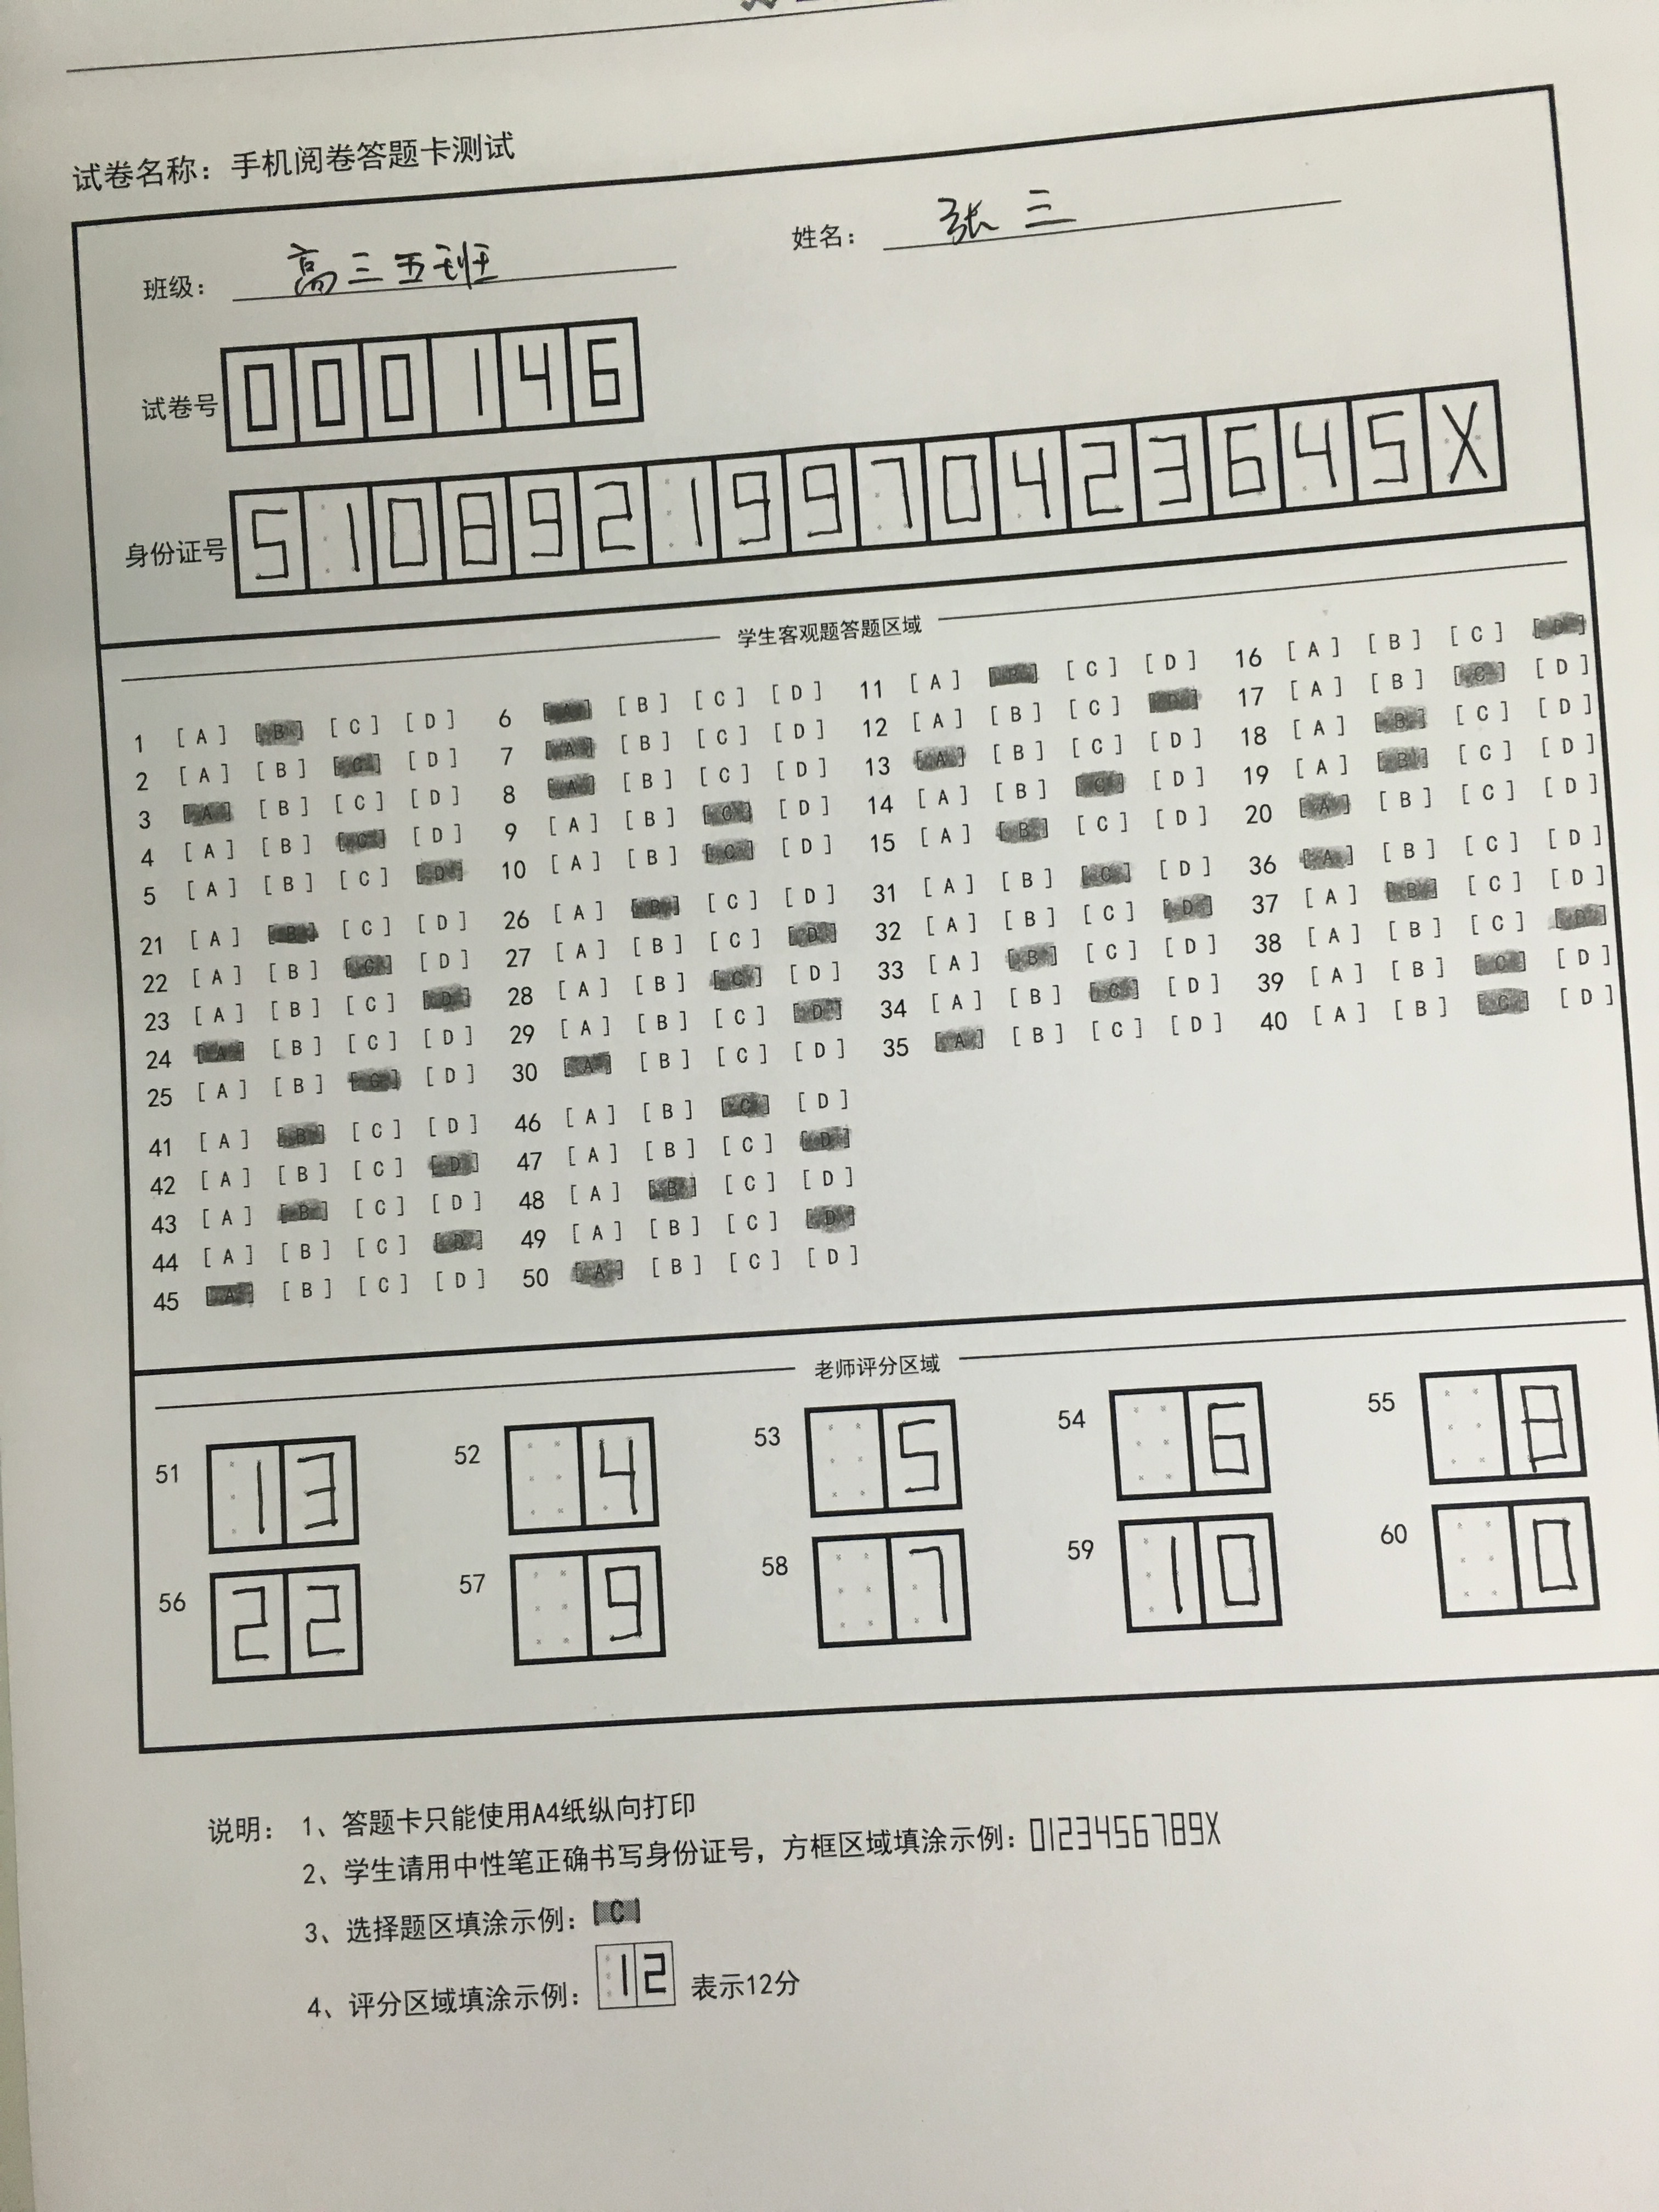 试卷名称：手机阅卷答题卡测试
班级： 高三五班 姓名： 张三
试卷号 000146
身份证号 51089219970423645X
学生客观题答题区域
1 [A] [B] [C] [D] 6 [A] [B] [C] [D] 11 [A] [B] [C] [D] 16 [A] [B] [C] [D]
2 [A] [B] [C] [D] 7 [A] [B] [C] [D] 12 [A] [B] [C] [D] 17 [A] [B] [C] [D]
3 [A] [B] [C] [D] 8 [A] [B] [C] [D] 13 [A] [B] [C] [D] 18 [A] [B] [C] [D]
4 [A] [B] [C] [D] 9 [A] [B] [C] [D] 14 [A] [B] [C] [D] 19 [A] [B] [C] [D]
5 [A] [B] [C] [D] 10 [A] [B] [C] [D] 15 [A] [B] [C] [D] 20 [A] [B] [C] [D]
21 [A] [B] [C] [D] 26 [A] [B] [C] [D] 31 [A] [B] [C] [D] 36 [A] [B] [C] [D]
22 [A] [B] [C] [D] 27 [A] [B] [C] [D] 32 [A] [B] [C] [D] 37 [A] [B] [C] [D]
23 [A] [B] [C] [D] 28 [A] [B] [C] [D] 33 [A] [B] [C] [D] 38 [A] [B] [C] [D]
24 [A] [B] [C] [D] 29 [A] [B] [C] [D] 34 [A] [B] [C] [D] 39 [A] [B] [C] [D]
25 [A] [B] [C] [D] 30 [A] [B] [C] [D] 35 [A] [B] [C] [D] 40 [A] [B] [C] [D]
41 [A] [B] [C] [D] 46 [A] [B] [C] [D]
42 [A] [B] [C] [D] 47 [A] [B] [C] [D]
43 [A] [B] [C] [D] 48 [A] [B] [C] [D]
44 [A] [B] [C] [D] 49 [A] [B] [C] [D]
45 [A] [B] [C] [D] 50 [A] [B] [C] [D]
老师评分区域
51 13 52 4 53 5 54 6 55 8
56 22 57 9 58 7 59 10 60 0
说明： 1、答题卡只能使用A4纸纵向打印
2、学生请用中性笔正确书写身份证号，方框区域填涂示例：0123456789X
3、选择题区填涂示例：[C]
4、评分区域填涂示例：12 表示12分